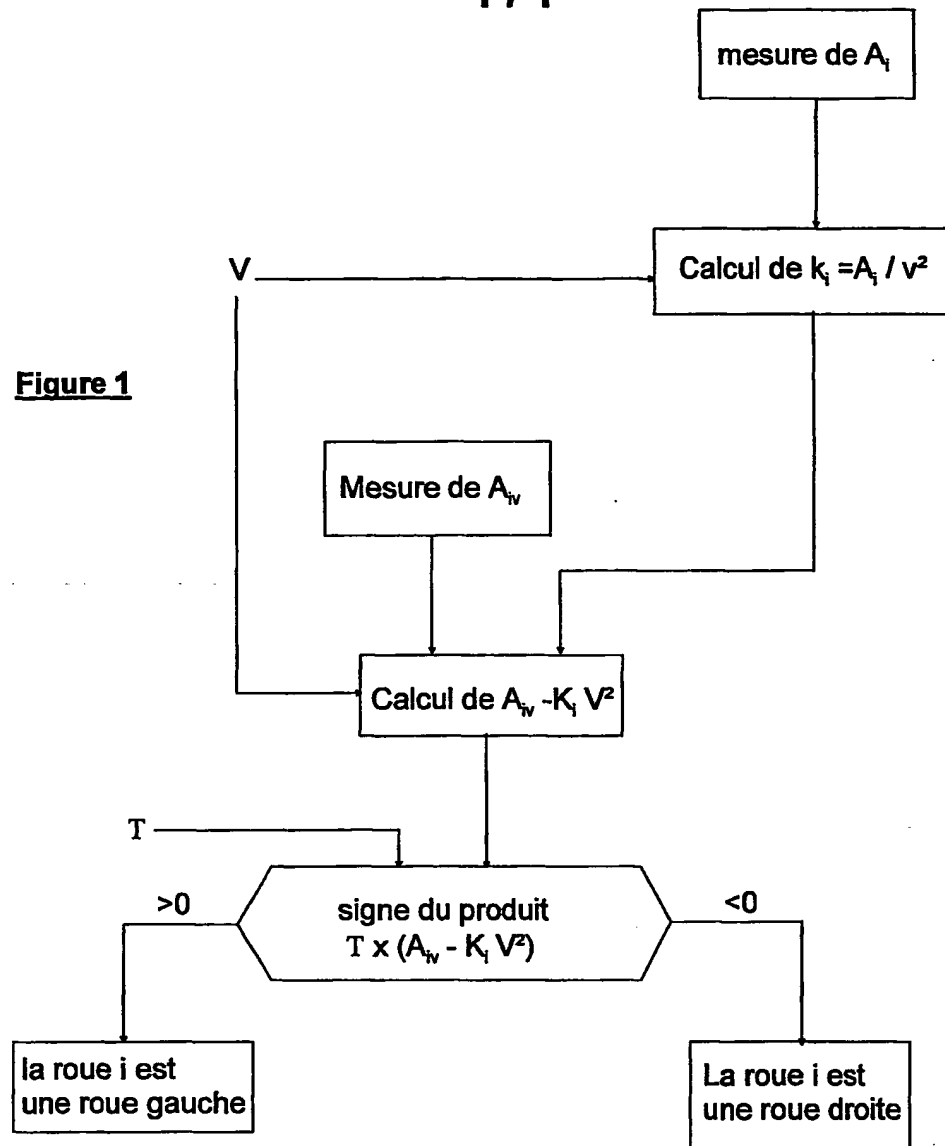 mesure de Aᵢ
Calcul de kᵢ =Aᵢ / v²
V
Figure 1
Mesure de Aᵢᵥ
Calcul de Aᵢᵥ -Kᵢ V²
T
>0
signe du produit
T x (Aᵢᵥ - Kᵢ V²)
<0
la roue i est
une roue gauche
La roue i est
une roue droite